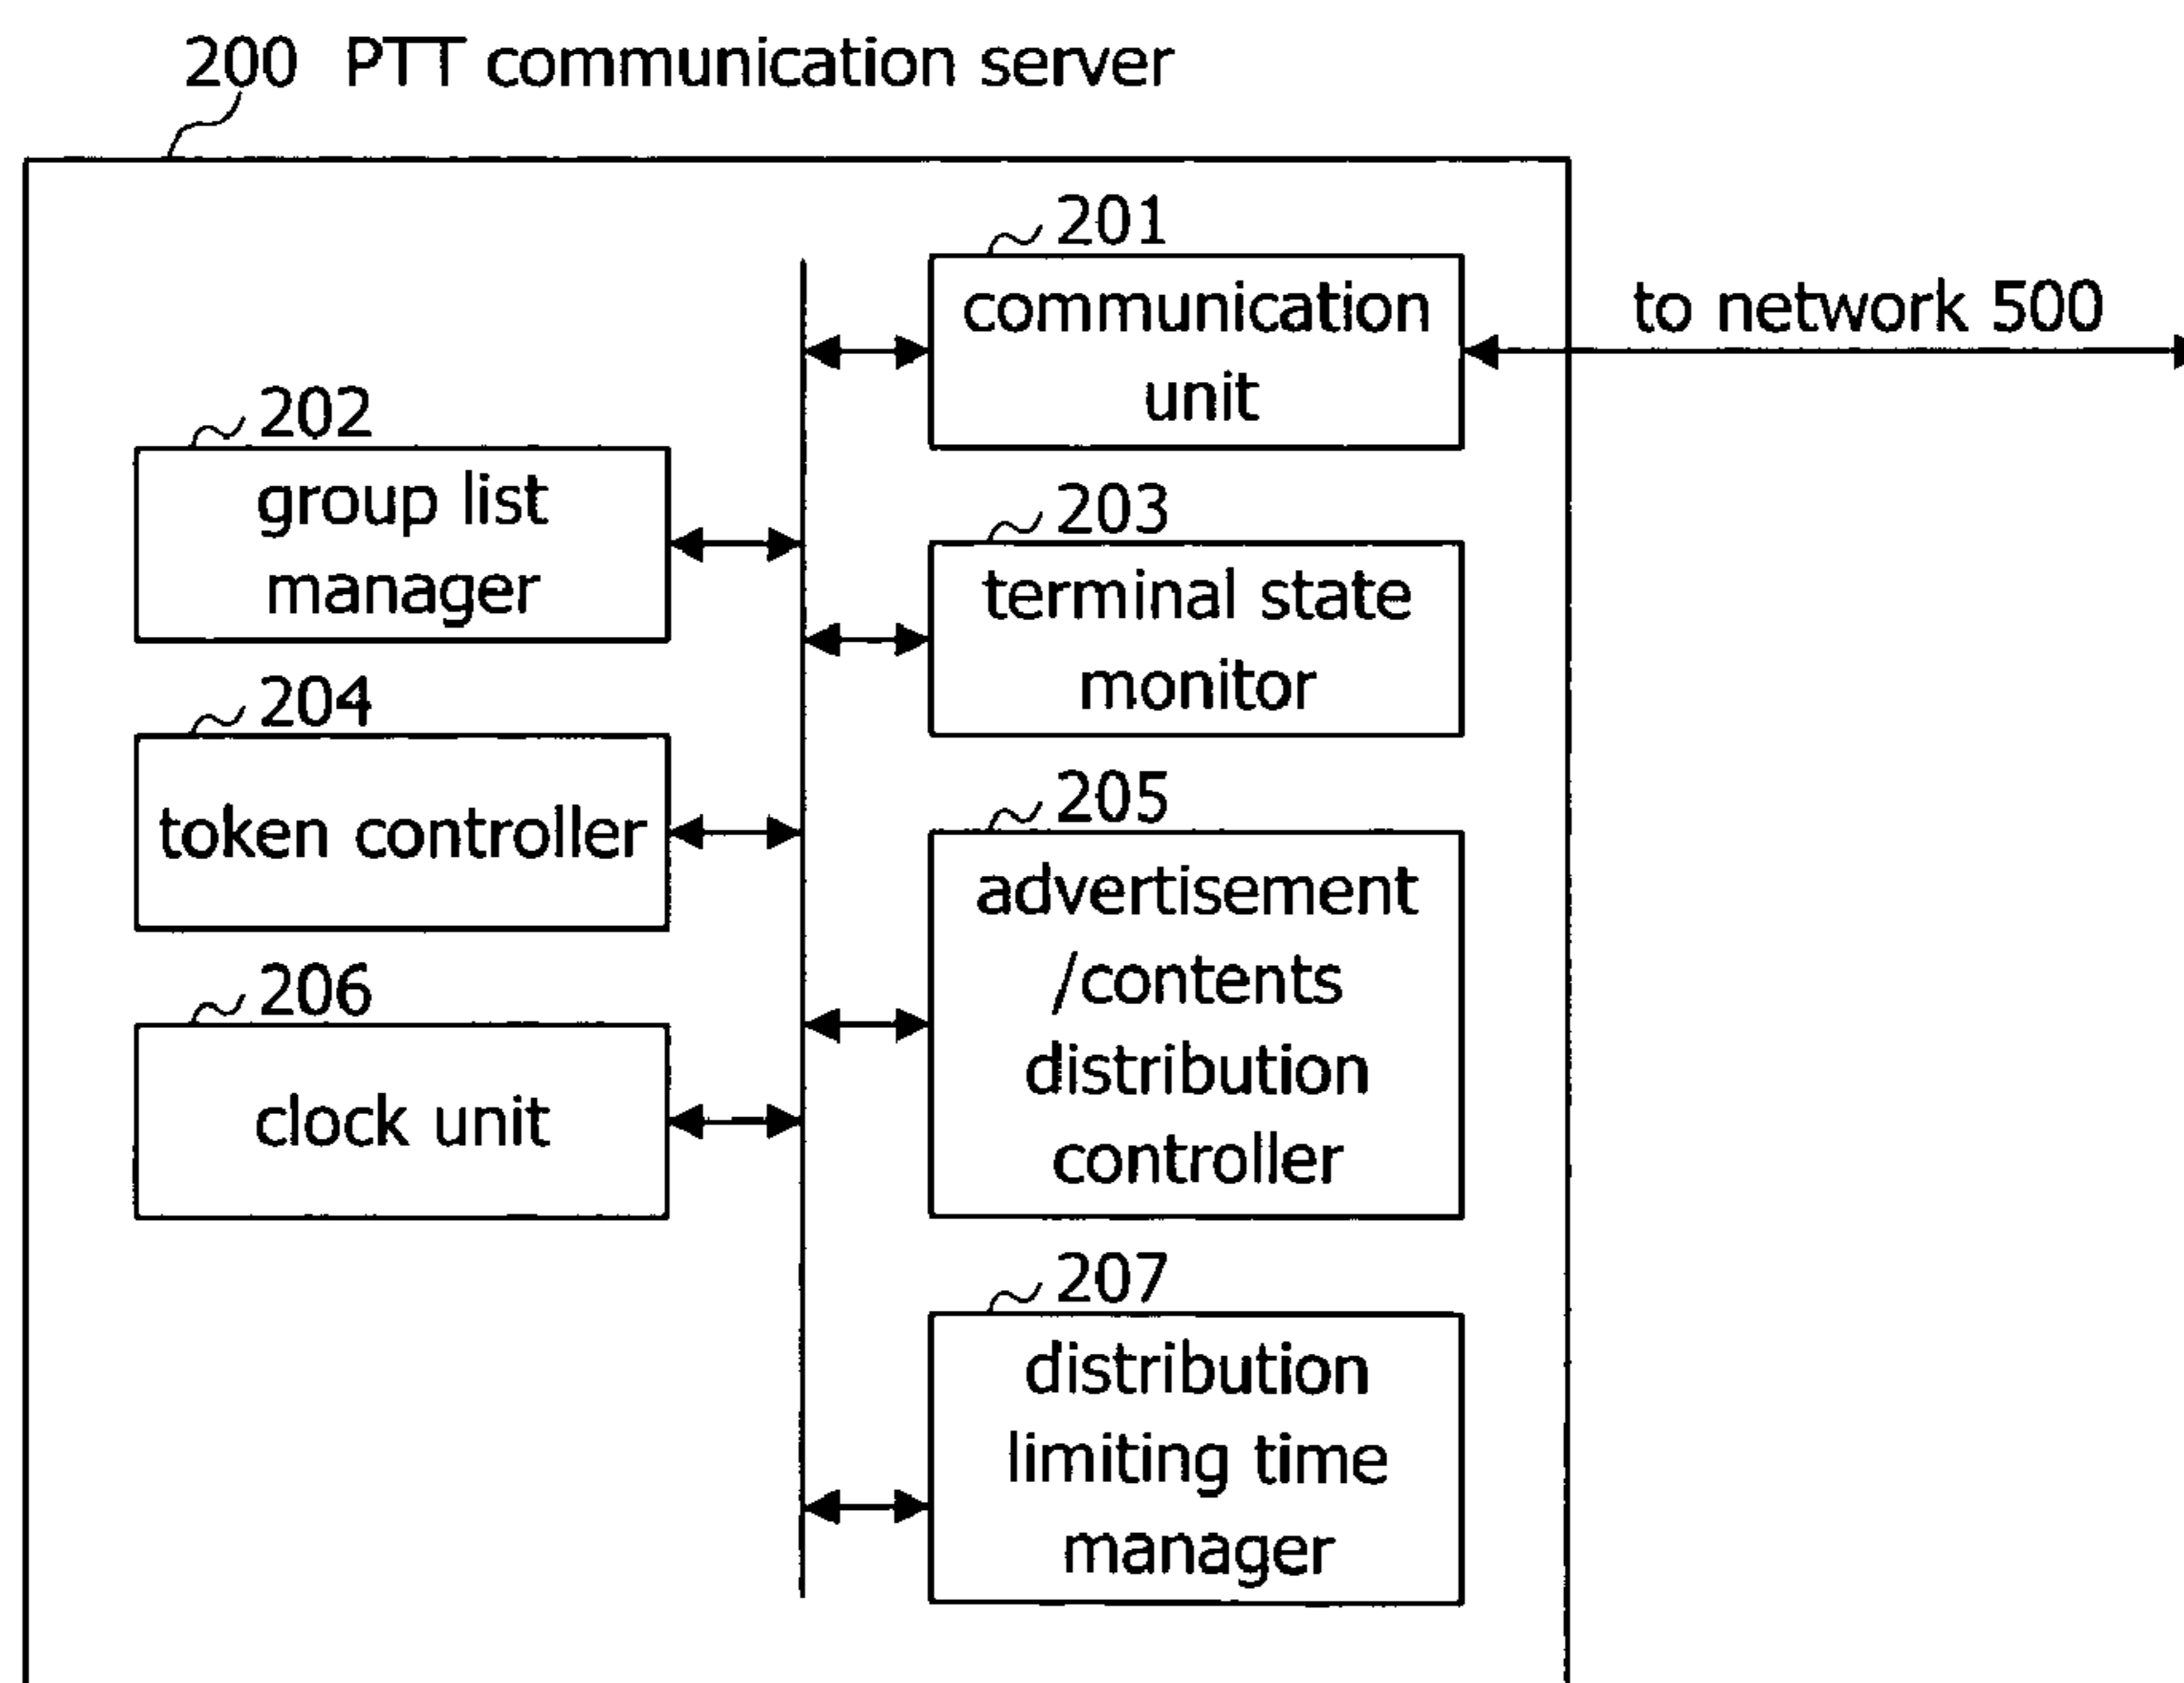 200 PTT communication server
201
communication
unit
to network 500
202
group list
manager
203
terminal state
monitor
204
token controller
205
advertisement
/contents
distribution
controller
206
clock unit
207
distribution
limiting time
manager